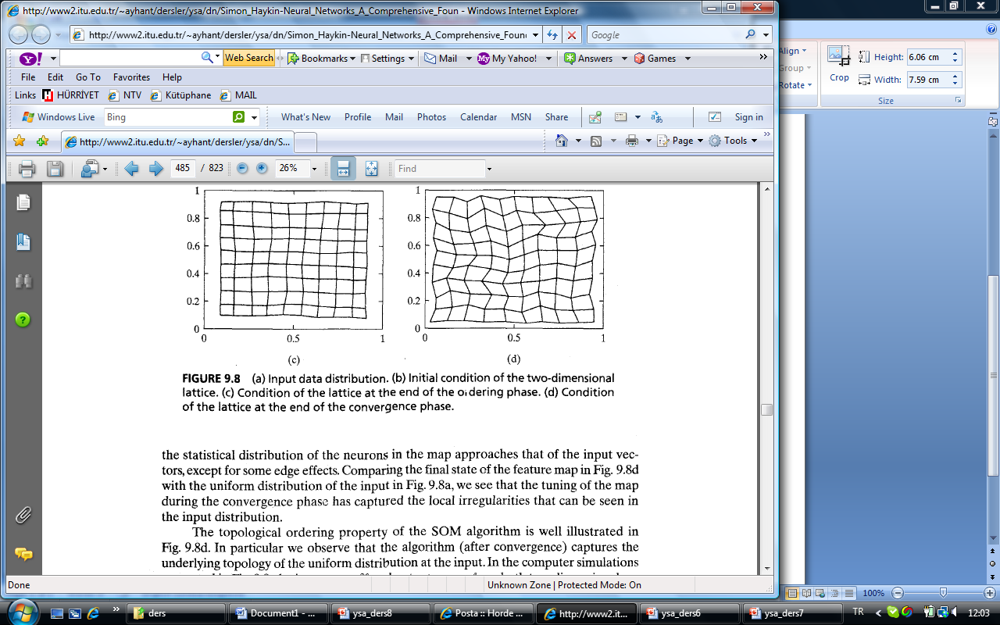 http://www2.itu.edu.tr/~ayhant/dersler/ysa/dn/Simon_Haykin-Neural_Networks_A_Comprehensive_Foun - Windows Internet Explorer
http://www2.itu.edu.tr/~ayhant/dersler/ysa/dn/Simon_Haykin-Neural_Networks_A_Comprehensive_Foun
Google
Y! Web Search Bookmarks Settings Mail My Yahoo! Answers Games »
File Edit Go To Favorites Help
Links HÜRRİYET NTV Kütüphane MAIL
Windows Live Bing What's New Profile Mail Photos Calendar MSN Share Sign in
http://www2.itu.edu.tr/~ayhant/dersler/ysa/dn/S... Page Tools »
485 / 823 26% Find
Align
Group
Rotate
Crop
Height: 6.06 cm
Width: 7.59 cm
Size
1 0.8 0.6 0.4 0.2 0
0 0.5 1
(c)
1 0.8 0.6 0.4 0.2 0
0 0.5 1
(d)
FIGURE 9.8 (a) Input data distribution. (b) Initial condition of the two-dimensional
lattice. (c) Condition of the lattice at the end of the ordering phase. (d) Condition
of the lattice at the end of the convergence phase.
the statistical distribution of the neurons in the map approaches that of the input vec-
tors, except for some edge effects. Comparing the final state of the feature map in Fig. 9.8d
with the uniform distribution of the input in Fig. 9.8a, we see that the tuning of the map
during the convergence phase has captured the local irregularities that can be seen in
the input distribution.
The topological ordering property of the SOM algorithm is well illustrated in
Fig. 9.8d. In particular we observe that the algorithm (after convergence) captures the
underlying topology of the uniform distribution at the input. In the computer simulations
Done Unknown Zone | Protected Mode: On
100%
ders Document1 - ... ysa_ders8 Posta :: Horde ... http://www2.it... ysa_ders6 ysa_ders7 TR 12:03